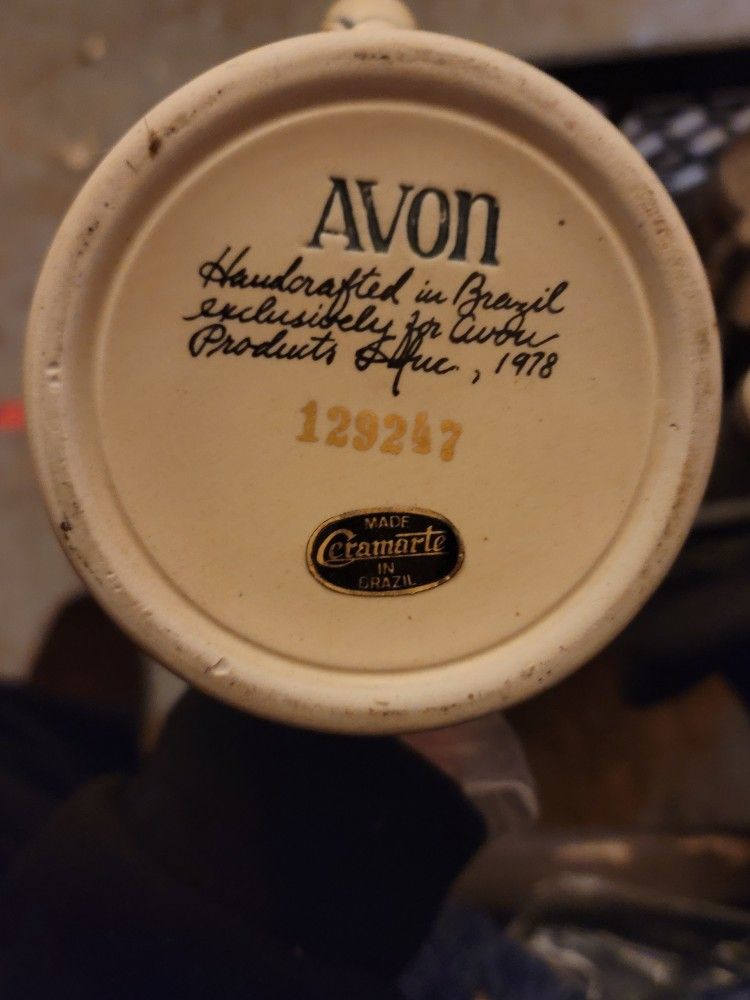 AVON
Handcrafted in Brazil
exclusively for Avon
Products Inc., 1978
129247
MADE
Ceramarte
IN
BRAZIL